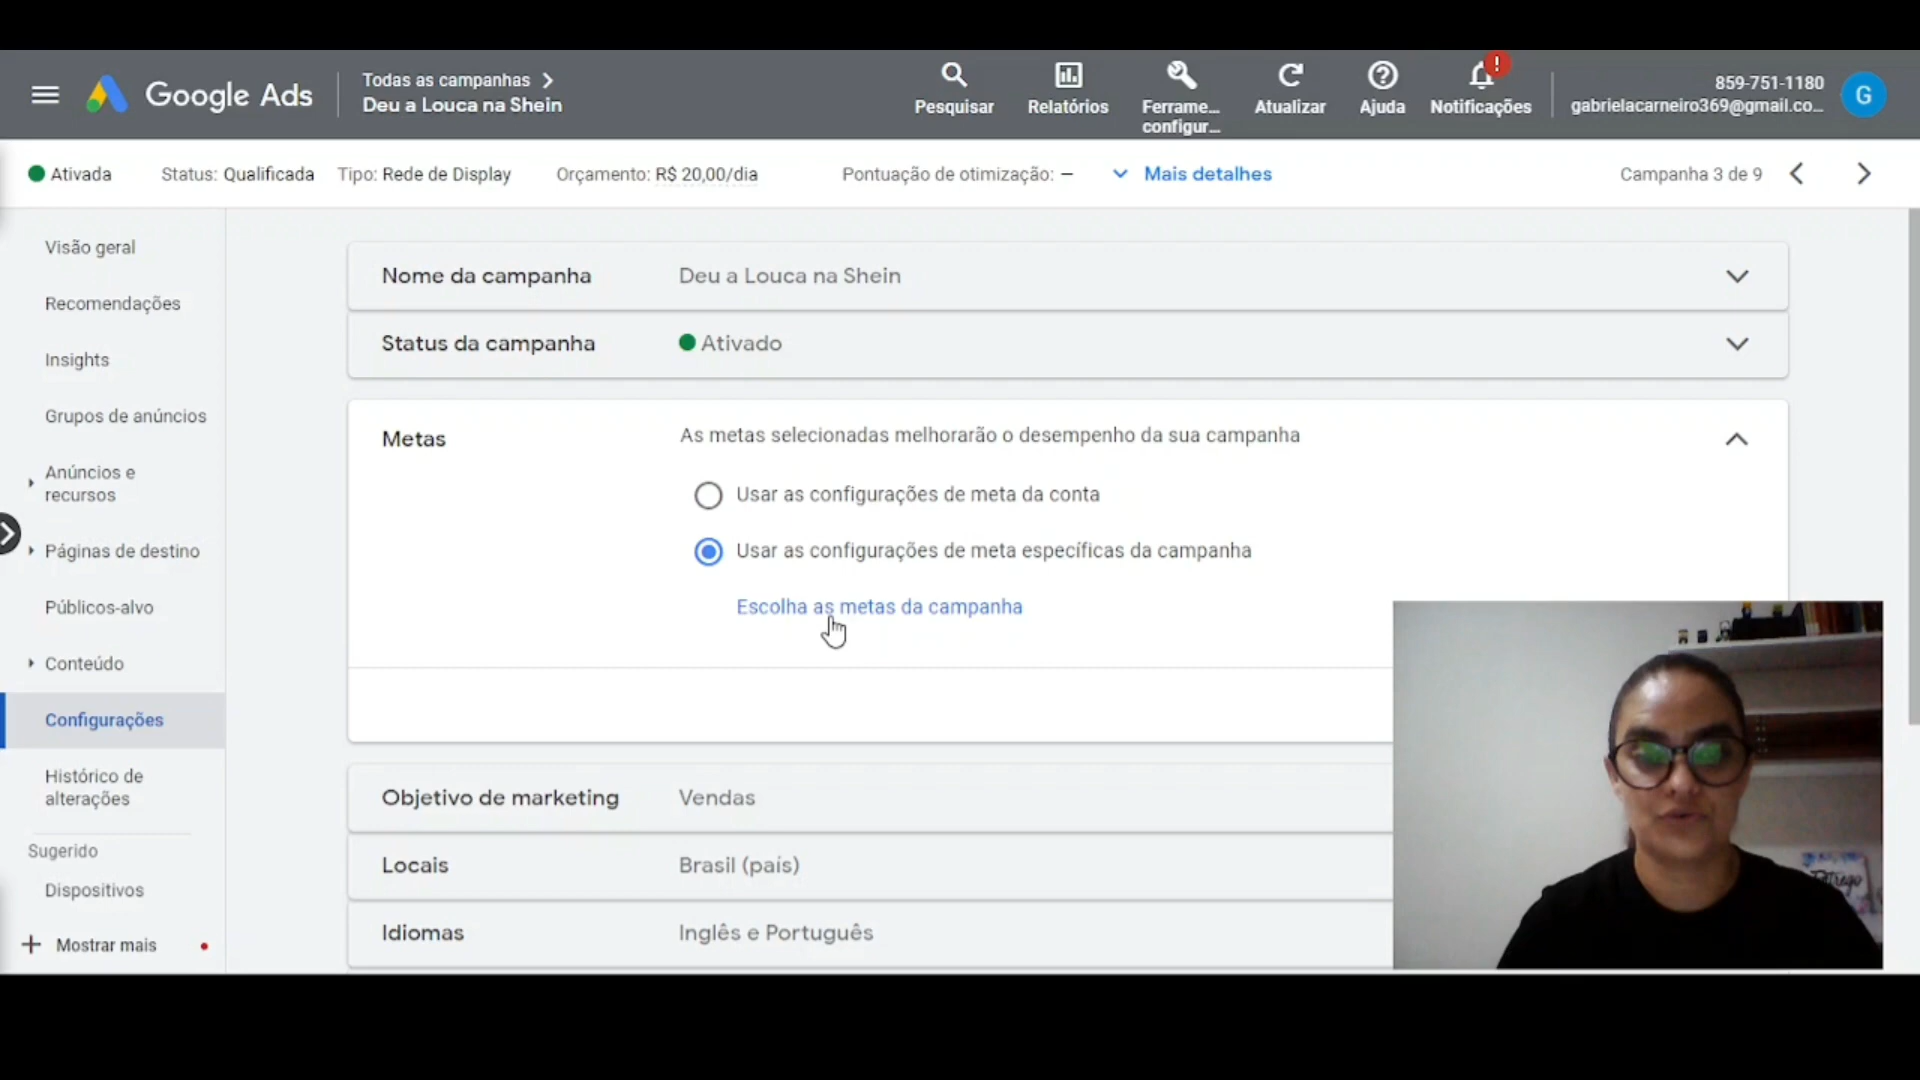 Google Ads
Todas as campanhas
Deu a Louca na Shein
Pesquisar
Relatórios
Ferrame...
configur...
Atualizar
Ajuda
!
Notificações
859-751-1180
gabrielacarneiro369@gmail.co...
G
Ativada
Status: Qualificada
Tipo: Rede de Display
Orçamento: R$ 20,00/dia
Pontuação de otimização: –
Mais detalhes
Campanha 3 de 9
Visão geral
Recomendações
Insights
Grupos de anúncios
Anúncios e
recursos
Páginas de destino
Públicos-alvo
Conteúdo
Configurações
Histórico de
alterações
Sugerido
Dispositivos
+ Mostrar mais
Nome da campanha
Deu a Louca na Shein
Status da campanha
Ativado
Metas
As metas selecionadas melhorarão o desempenho da sua campanha
Usar as configurações de meta da conta
Usar as configurações de meta específicas da campanha
Escolha as metas da campanha
Objetivo de marketing
Vendas
Locais
Brasil (país)
Idiomas
Inglês e Português